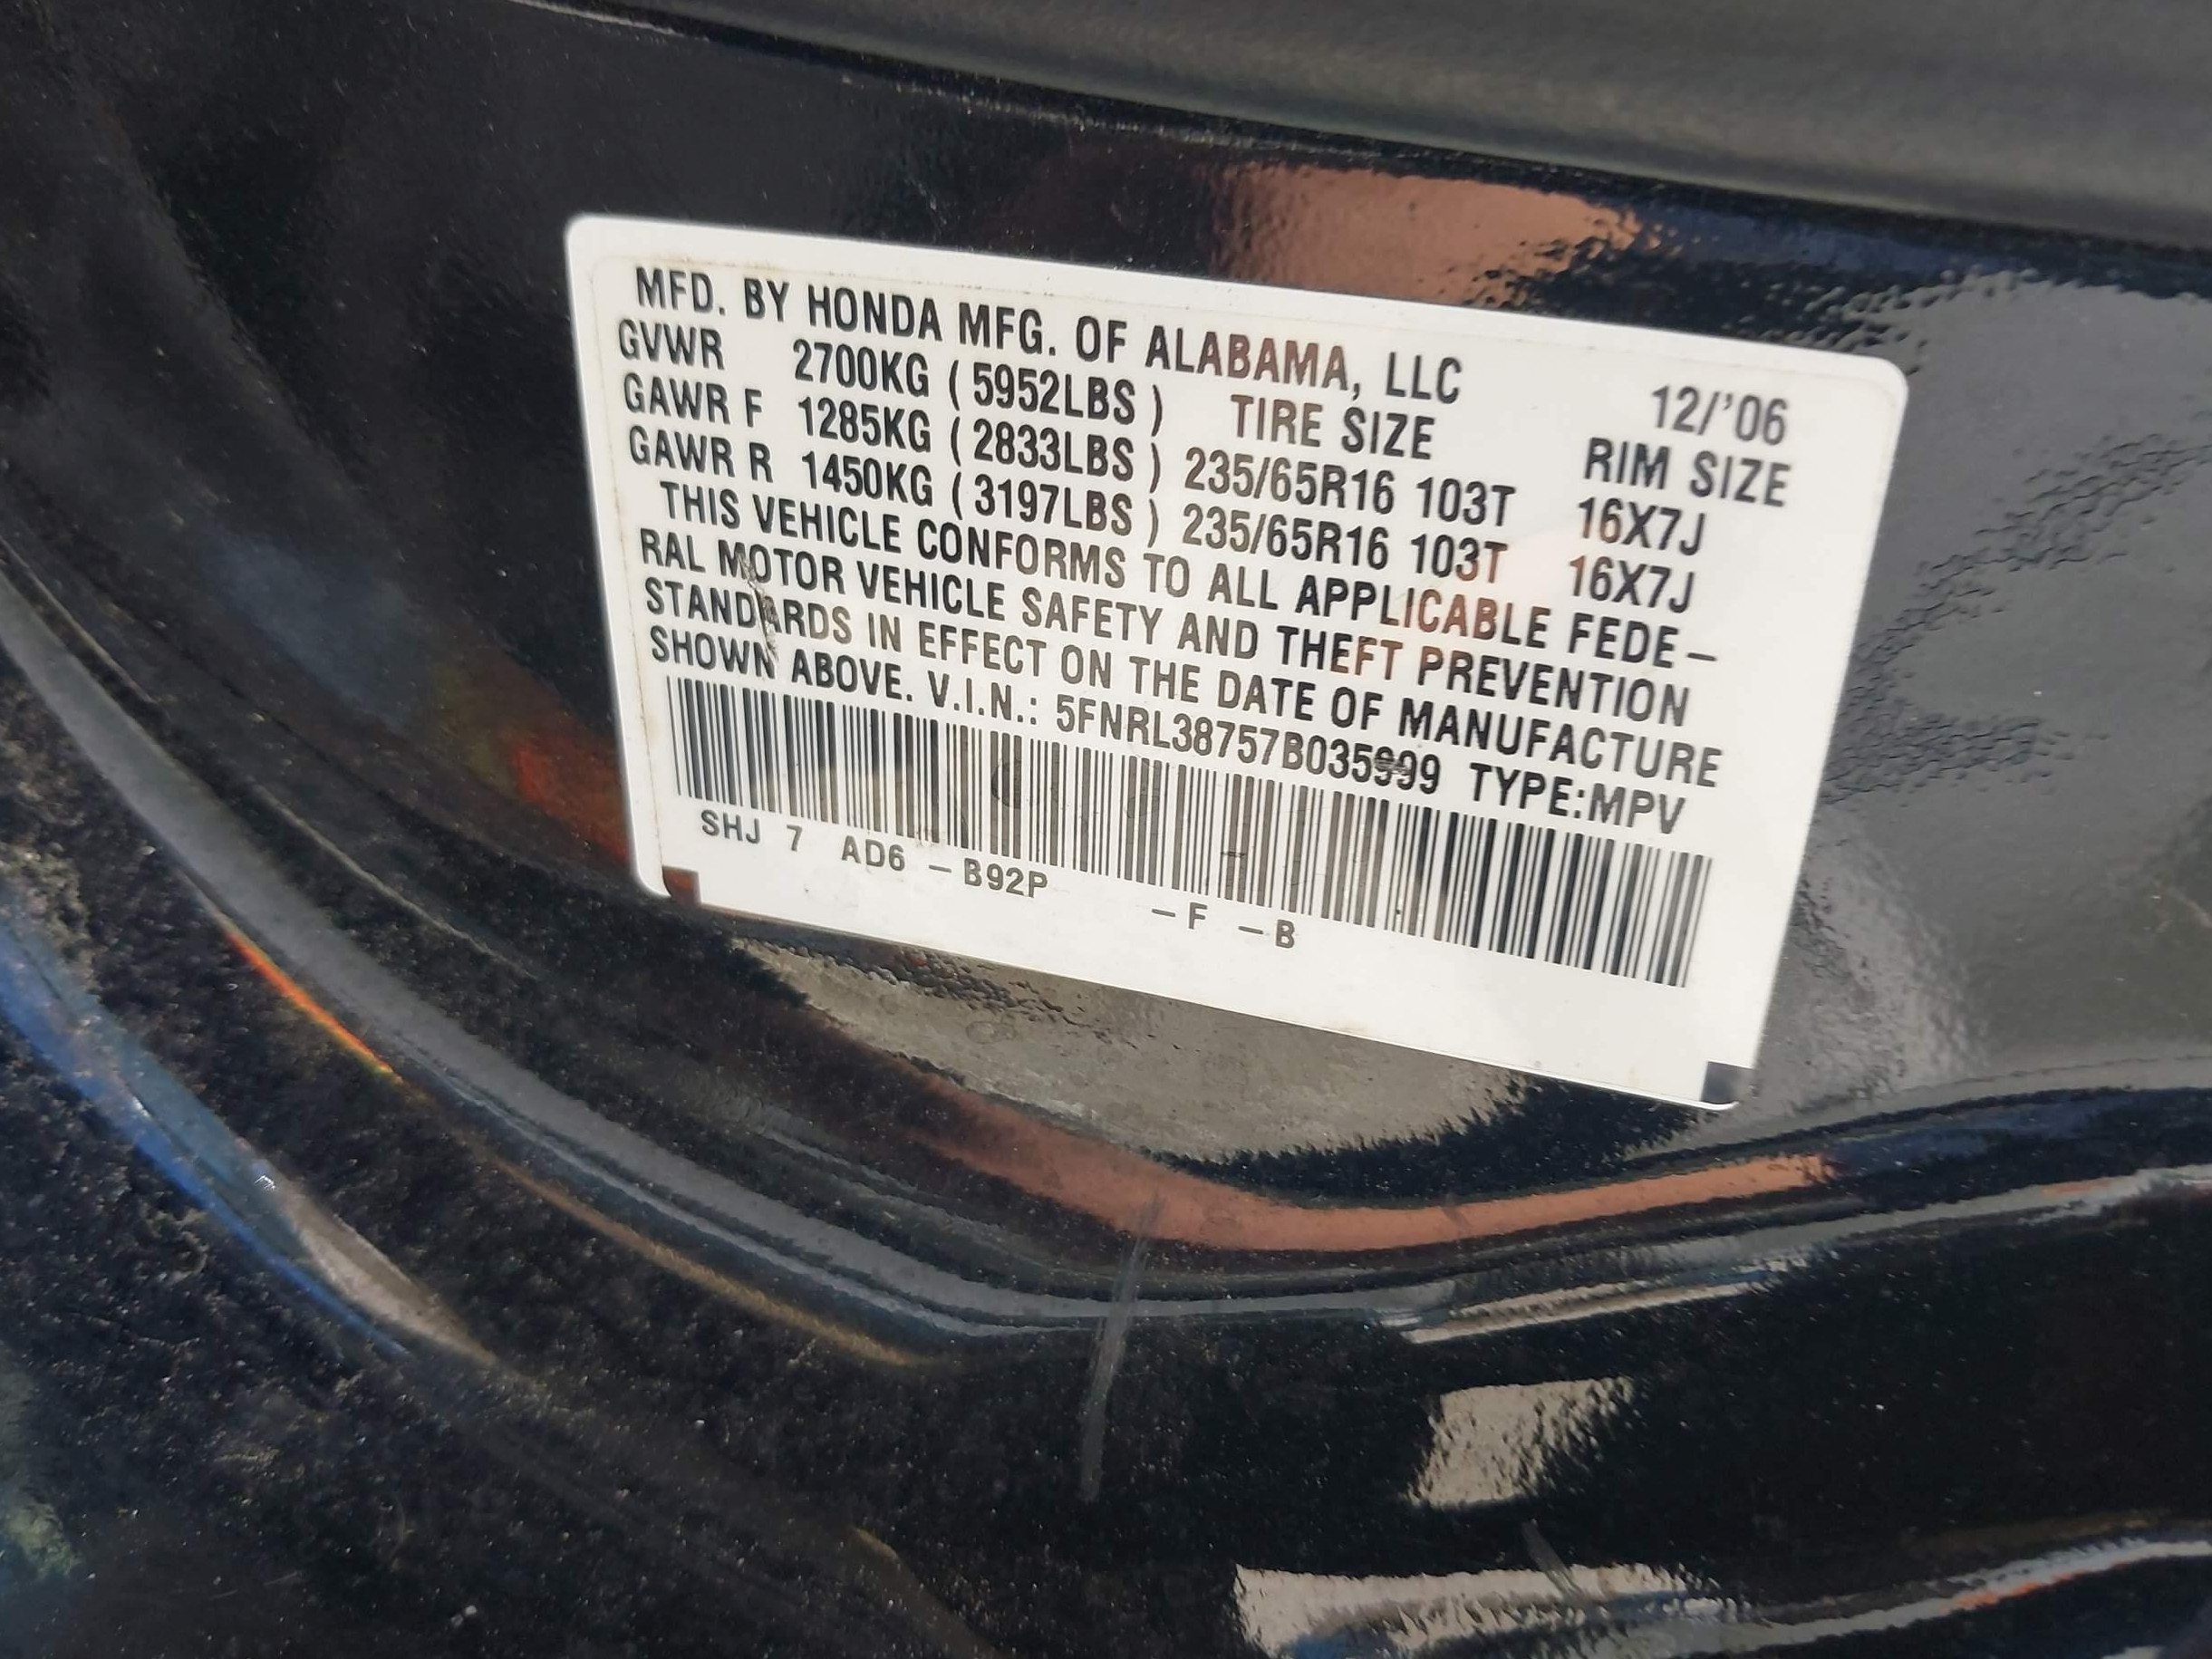 MFD. BY HONDA MFG. OF ALABAMA, LLC 12/'06
GVWR 2700KG ( 5952LBS ) TIRE SIZE RIM SIZE
GAWR F 1285KG ( 2833LBS ) 235/65R16 103T 16X7J
GAWR R 1450KG ( 3197LBS ) 235/65R16 103T 16X7J
THIS VEHICLE CONFORMS TO ALL APPLICABLE FEDE–
RAL MOTOR VEHICLE SAFETY AND THEFT PREVENTION
STANDARDS IN EFFECT ON THE DATE OF MANUFACTURE
SHOWN ABOVE. V.I.N.: 5FNRL38757B035999 TYPE:MPV
SHJ 7 AD6 –B92P –F –B